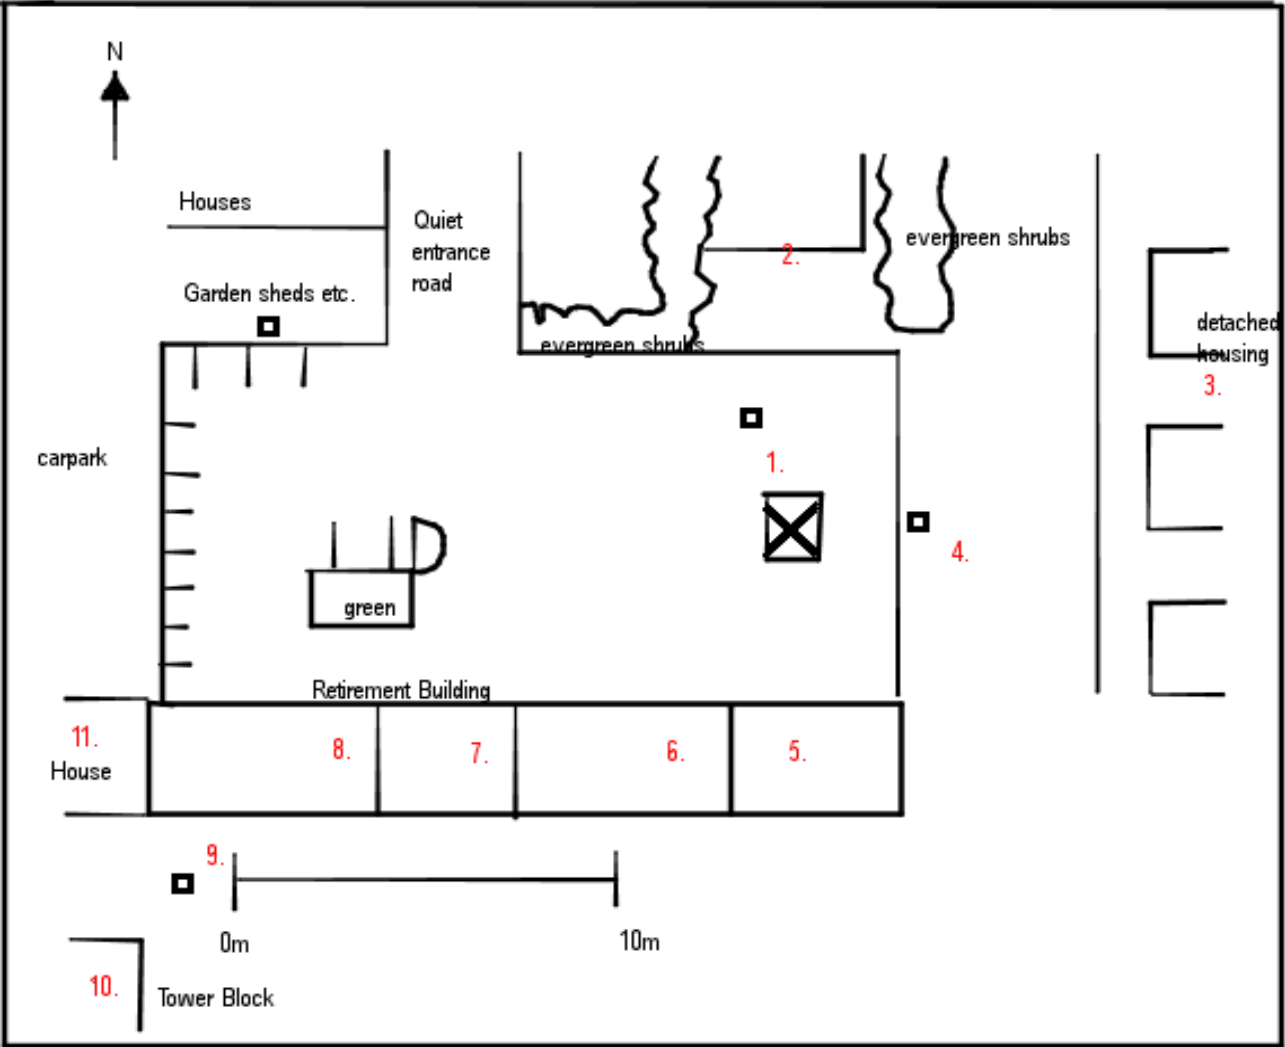 N
Houses
Quiet
entrance
road
evergreen shrubs
2.
Garden sheds etc.
detached
housing
evergreen shrubs
3.
carpark
1.
4.
green
Retirement Building
11.
House
8.
7.
6.
5.
9.
0m
10m
10.
Tower Block